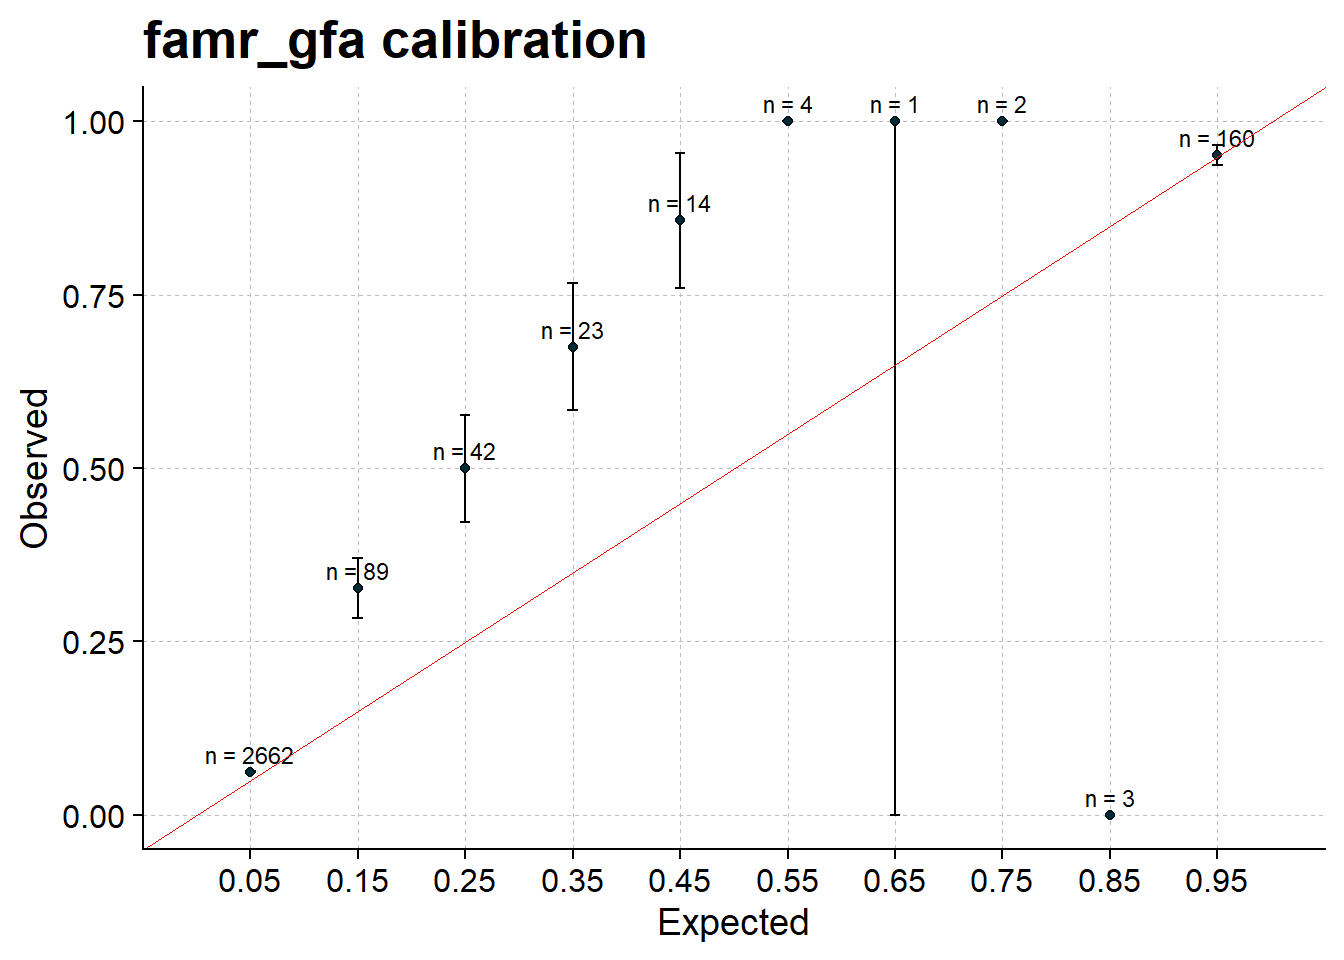 famr_gfa calibration
n = 4
n = 1
n = 2
1.00
n = 160
n = 14
0.75
n = 23
n = 42
0.50
n = 89
0.25
n = 2662
n = 3
0.00
Observed
0.05 0.15 0.25 0.35 0.45 0.55 0.65 0.75 0.85 0.95
Expected